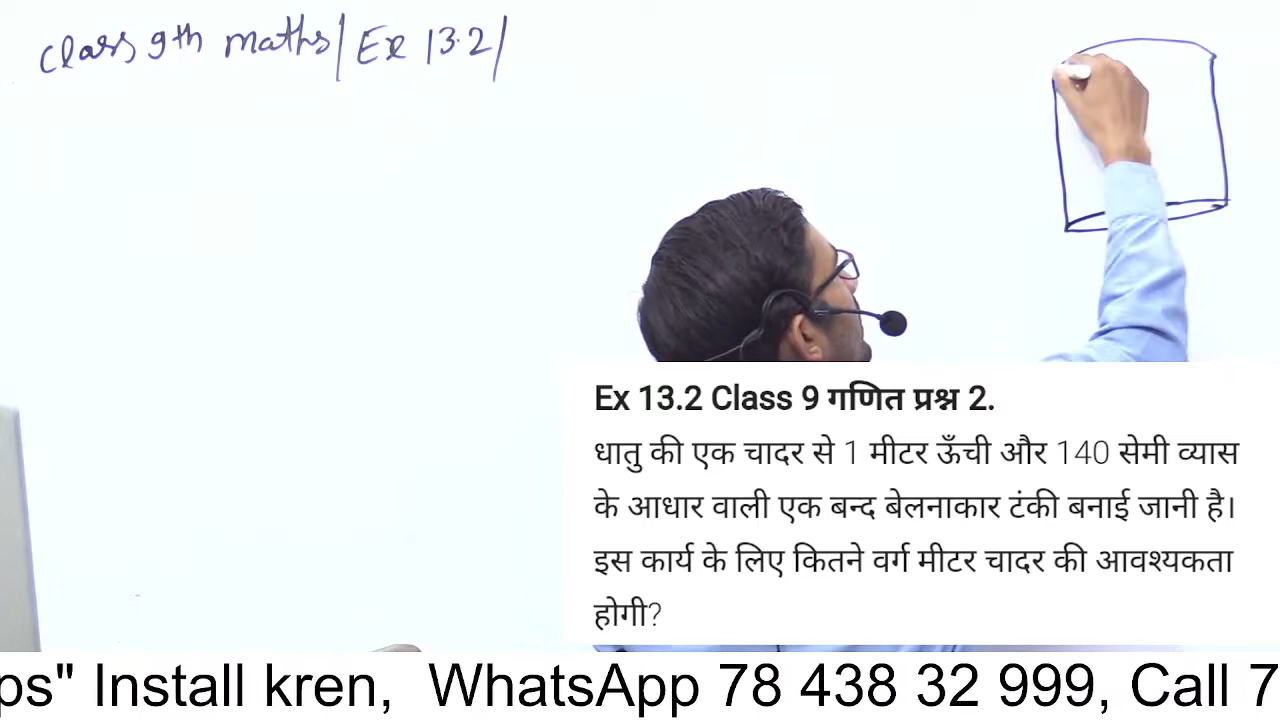 class 9th maths | Ex 13.2 |
Ex 13.2 Class 9 गणित प्रश्न 2.
धातु की एक चादर से 1 मीटर ऊँची और 140 सेमी व्यास
के आधार वाली एक बन्द बेलनाकार टंकी बनाई जानी है।
इस कार्य के लिए कितने वर्ग मीटर चादर की आवश्यकता
होगी?
ps" Install kren, WhatsApp 78 438 32 999, Call 7